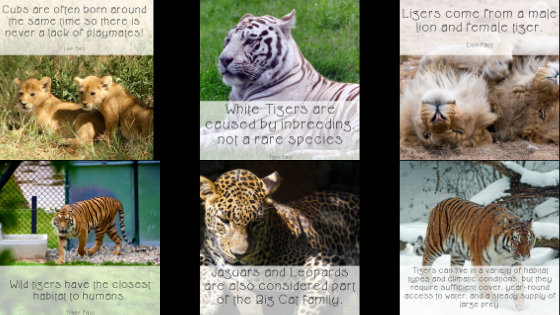 Cubs are often born around
the same time so there is
never a lack of playmates!
Lion Fact
White Tigers are
caused by inbreeding,
not a rare species
Tiger Fact
Ligers come from a male
lion and female tiger.
Lion Fact
Wild tigers have the closest
habitat to humans.
Tiger Fact
Jaguars and Leopards
are also considered part
of the Big Cat family.
Tigers can live in a variety of habitat
types and climatic conditions, but they
require sufficient cover, year-round
access to water, and a steady supply of
large prey.